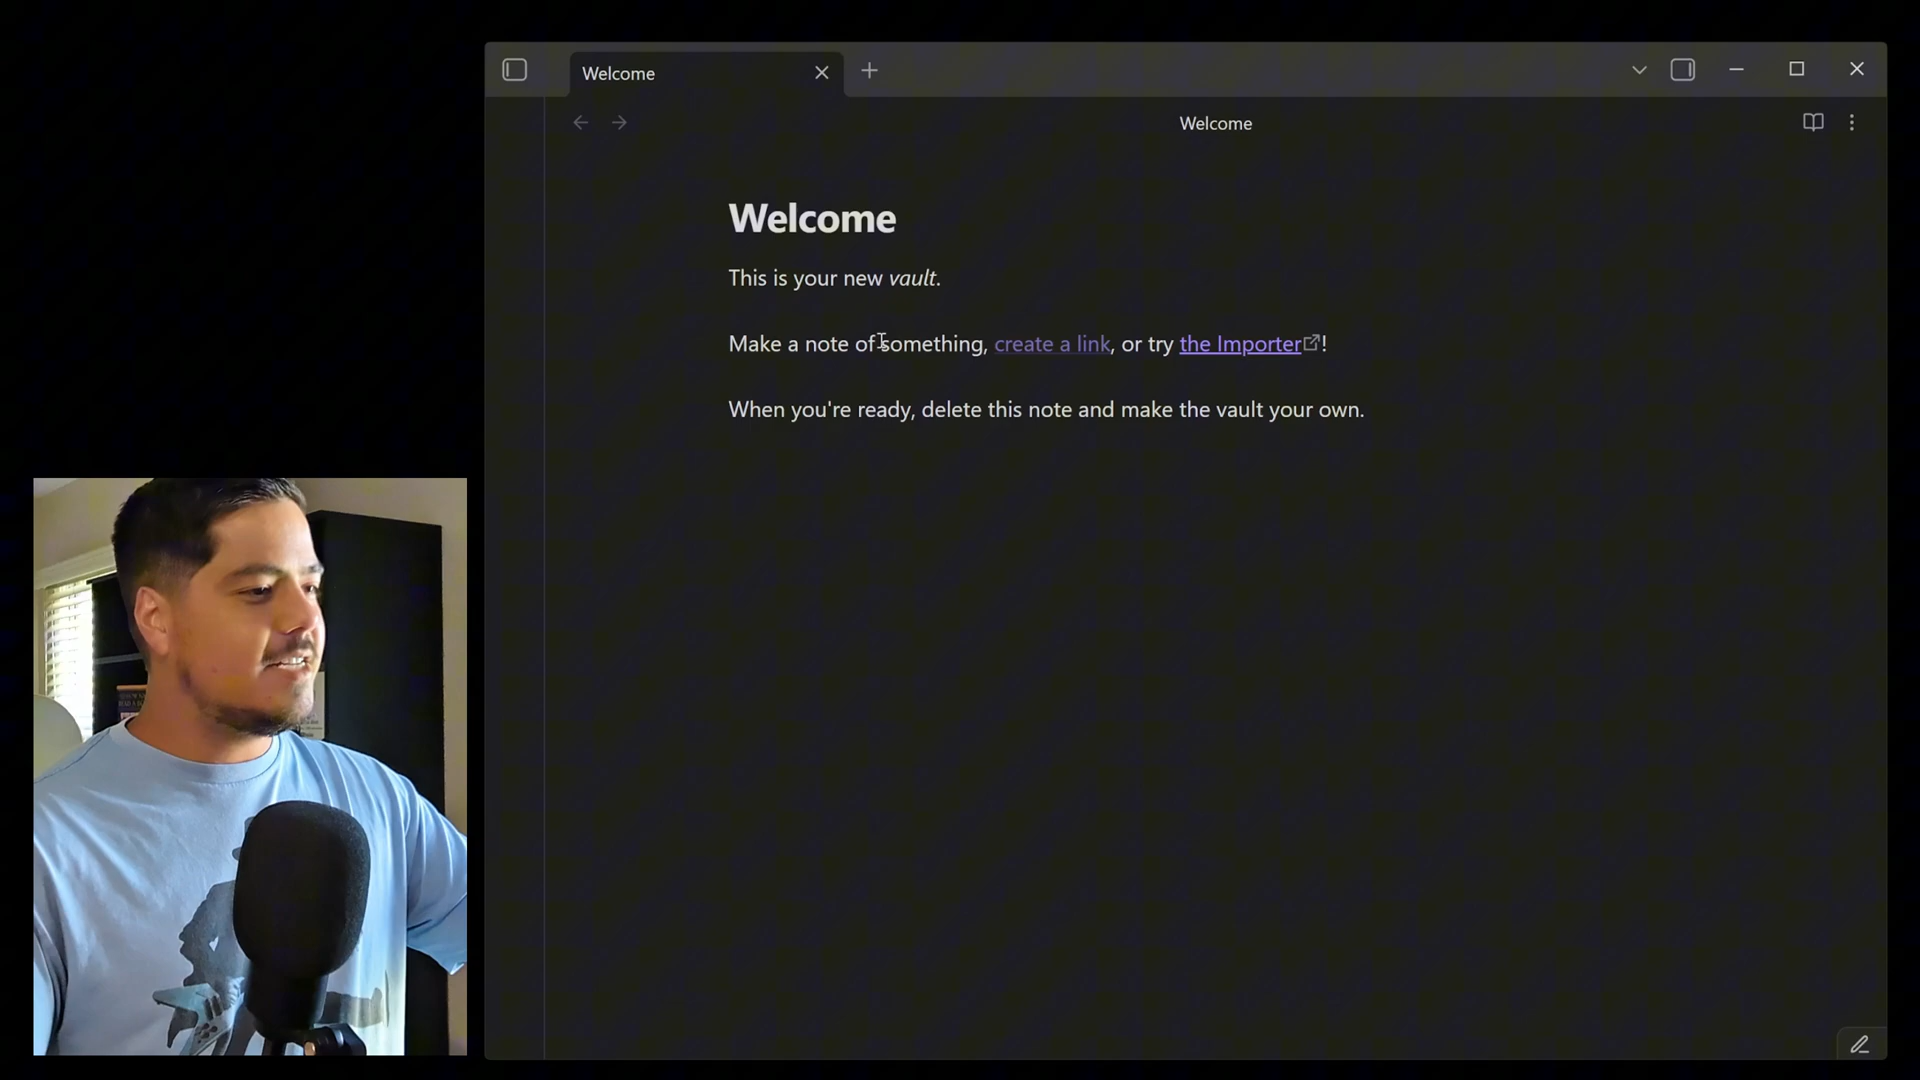 Welcome
Welcome
Welcome
This is your new vault.
Make a note of something, create a link, or try the Importer!
When you're ready, delete this note and make the vault your own.